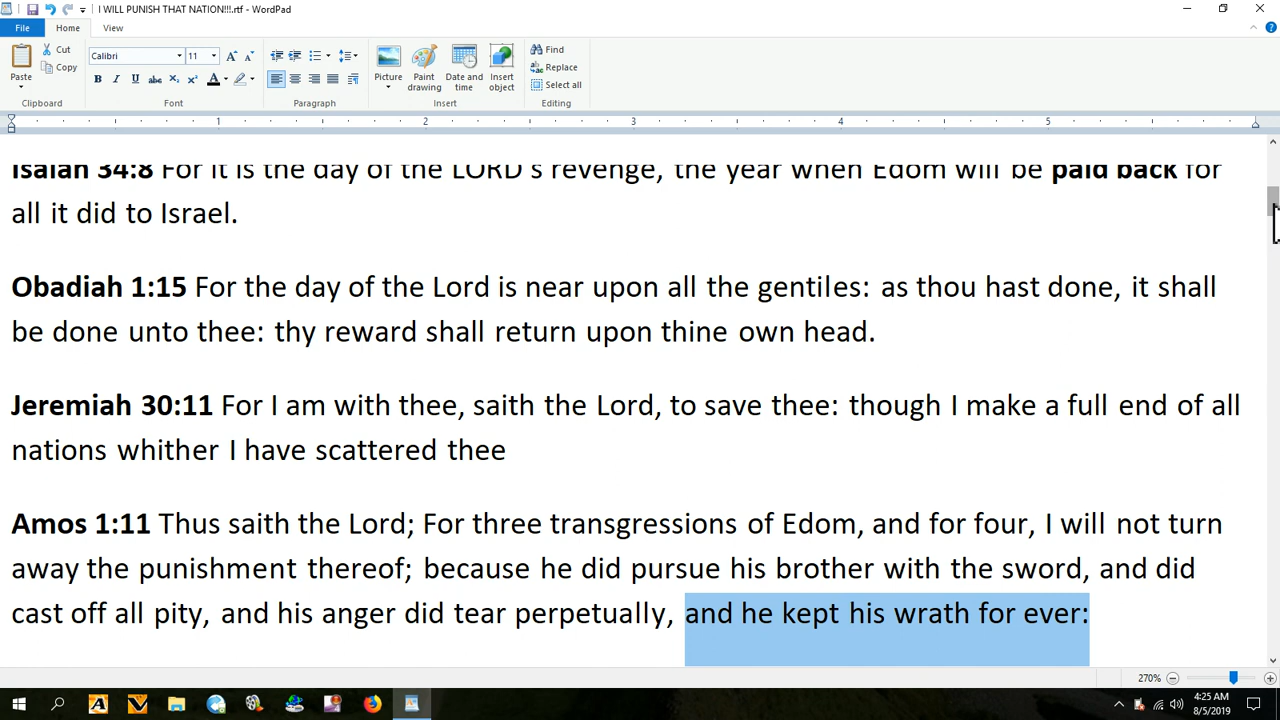 I WILL PUNISH THAT NATION!!!.rtf - WordPad
File Home View
Paste
Cut
Copy
Clipboard
Calibri 11
B I U abc X₂ X² A
Font
Paragraph
Picture
Paint drawing
Date and time
Insert object
Insert
Find
Replace
Select all
Editing
1 2 3 4 5
Isaiah 34:8 For it is the day of the LORD's revenge, the year when Edom will be paid back for
all it did to Israel.
Obadiah 1:15 For the day of the Lord is near upon all the gentiles: as thou hast done, it shall
be done unto thee: thy reward shall return upon thine own head.
Jeremiah 30:11 For I am with thee, saith the Lord, to save thee: though I make a full end of all
nations whither I have scattered thee
Amos 1:11 Thus saith the Lord; For three transgressions of Edom, and for four, I will not turn
away the punishment thereof; because he did pursue his brother with the sword, and did
cast off all pity, and his anger did tear perpetually, and he kept his wrath for ever:
270%
4:25 AM
8/5/2019